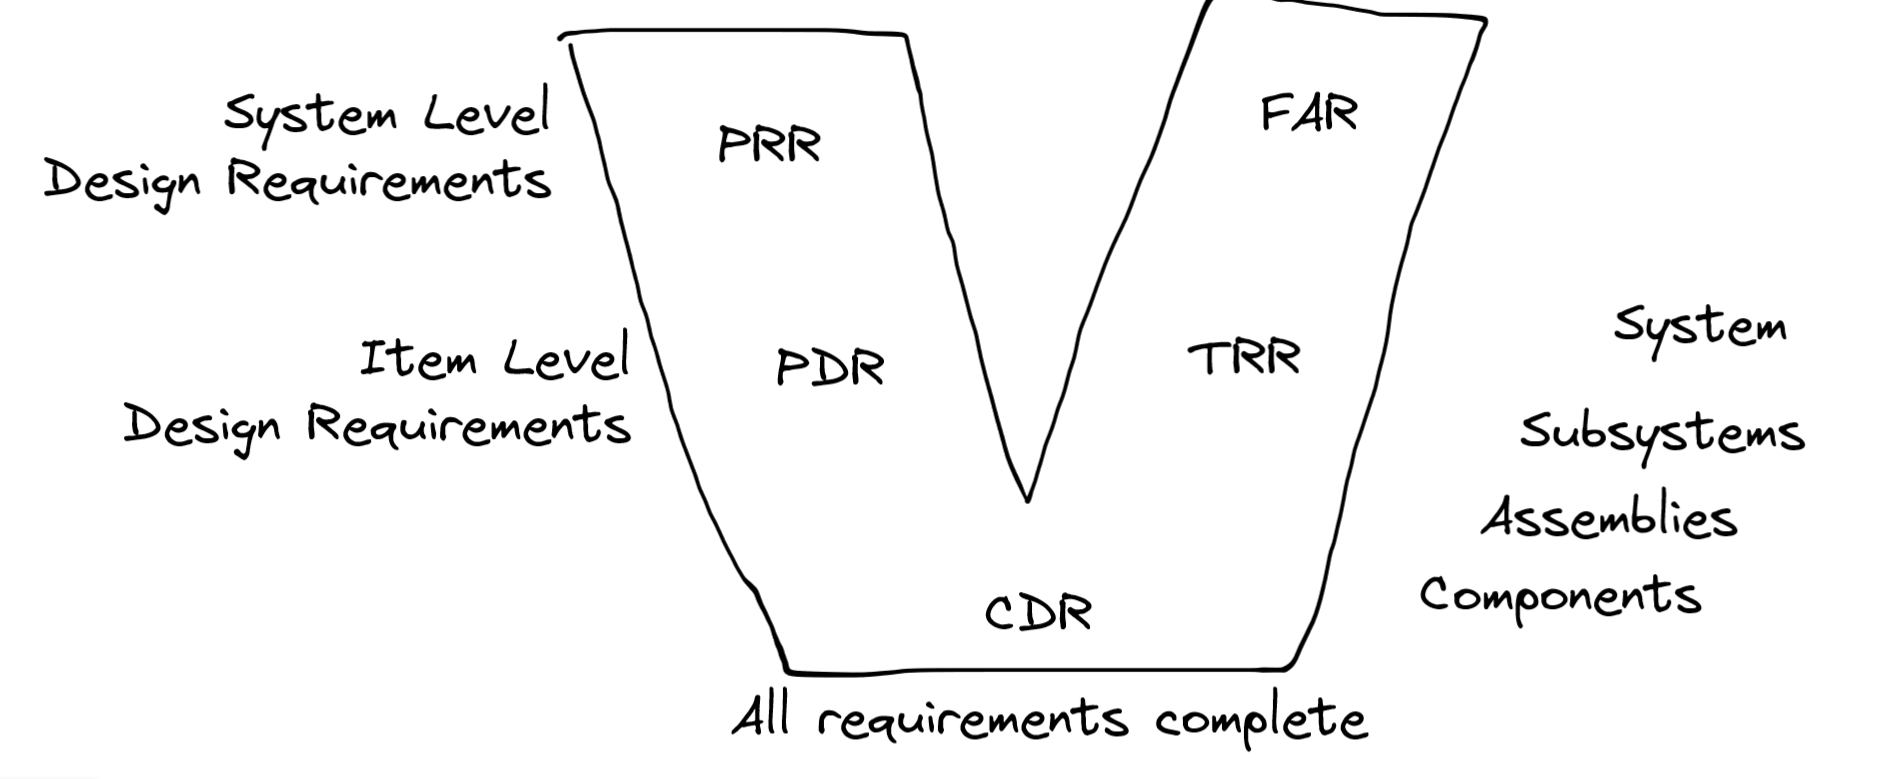 System Level
Design Requirements
PRR
FAR
Item Level
Design Requirements
PDR
TRR
System
Subsystems
Assemblies
Components
CDR
All requirements complete